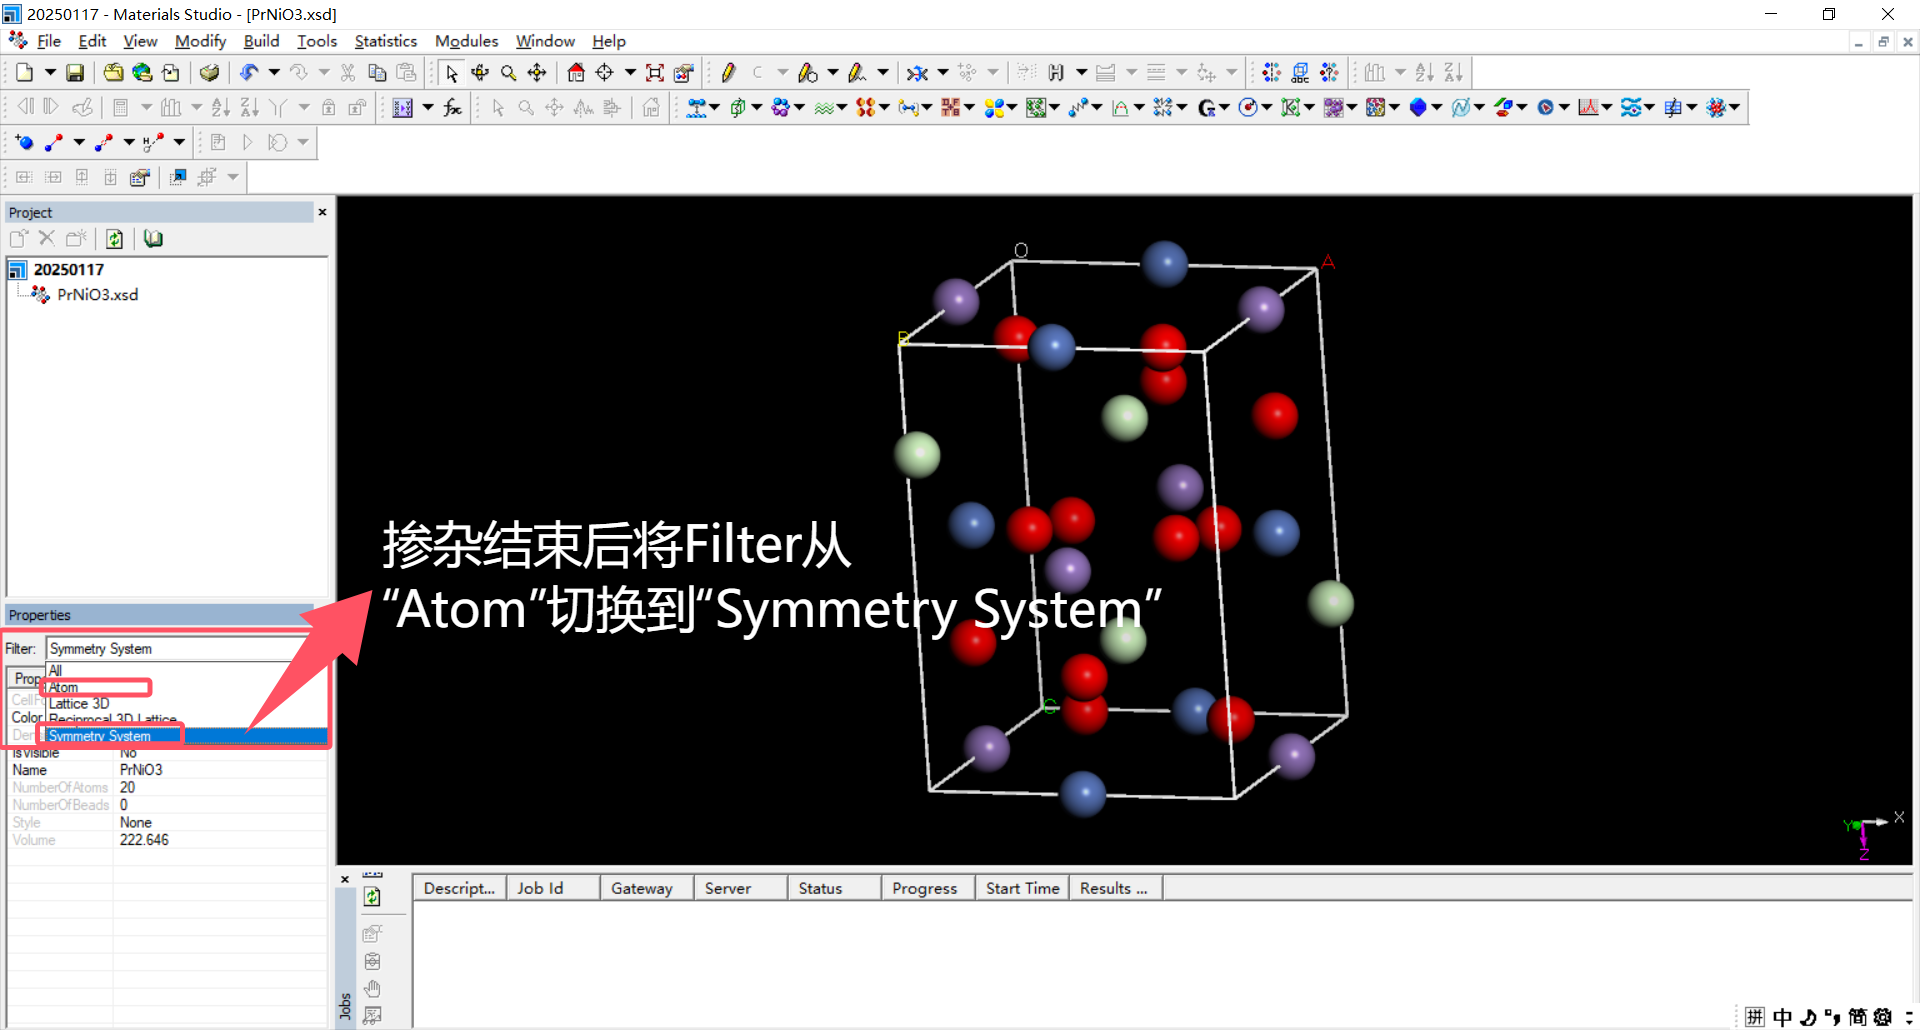 20250117 - Materials Studio - [PrNiO3.xsd]
File Edit View Modify Build Tools Statistics Modules Window Help
Project
20250117
PrNiO3.xsd
O
A
B
C
掺杂结束后将Filter从
“Atom”切换到“Symmetry System”
Properties
Filter: Symmetry System
All
Atom
Lattice 3D
Reciprocal 3D Lattice
Symmetry System
Prop
CellF
Color
Den
IsVisible No
Name PrNiO3
NumberOfAtoms 20
NumberOfBeads 0
Style None
Volume 222.646
X
Y
Z
Descript... Job Id Gateway Server Status Progress Start Time Results ...
Jobs
拼 中 简